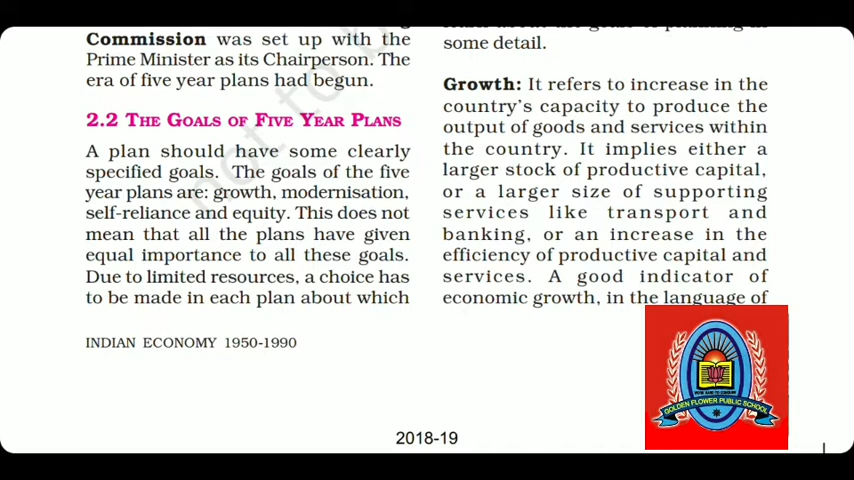 Commission was set up with the
Prime Minister as its Chairperson. The
era of five year plans had begun.
2.2 THE GOALS OF FIVE YEAR PLANS
A plan should have some clearly
specified goals. The goals of the five
year plans are: growth, modernisation,
self-reliance and equity. This does not
mean that all the plans have given
equal importance to all these goals.
Due to limited resources, a choice has
to be made in each plan about which
some detail.
Growth: It refers to increase in the
country's capacity to produce the
output of goods and services within
the country. It implies either a
larger stock of productive capital,
or a larger size of supporting
services like transport and
banking, or an increase in the
efficiency of productive capital and
services. A good indicator of
economic growth, in the language of
INDIAN ECONOMY 1950-1990
2018-19
not to b
GOLDEN FLOWER PUBLIC SCHOOL